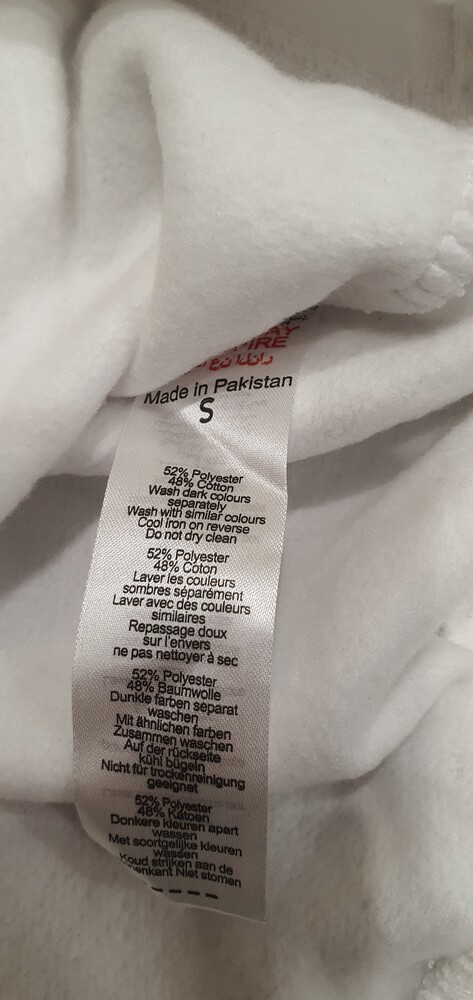 AY
IRE
عن النار
Made in Pakistan
S
52% Polyester
48% Cotton
Wash dark colours
separately
Wash with similar colours
Cool iron on reverse
Do not dry clean
52% Polyester
48% Coton
Laver les couleurs
sombres séparément
Laver avec des couleurs
similaires
Repassage doux
sur l'envers
ne pas nettoyer à sec
52% Polyester
48% Baumwolle
Dunkle farben separat
waschen
Mit ähnlichen farben
Zusammen waschen
Auf der rückseite
kühl bügeln
Nicht für trockenreinigung
geeignet
52% Polyester
48% Katoen
Donkere kleuren apart
wassen
Met soortgelijke kleuren
wassen
Koud strijken aan de
Niet stomen